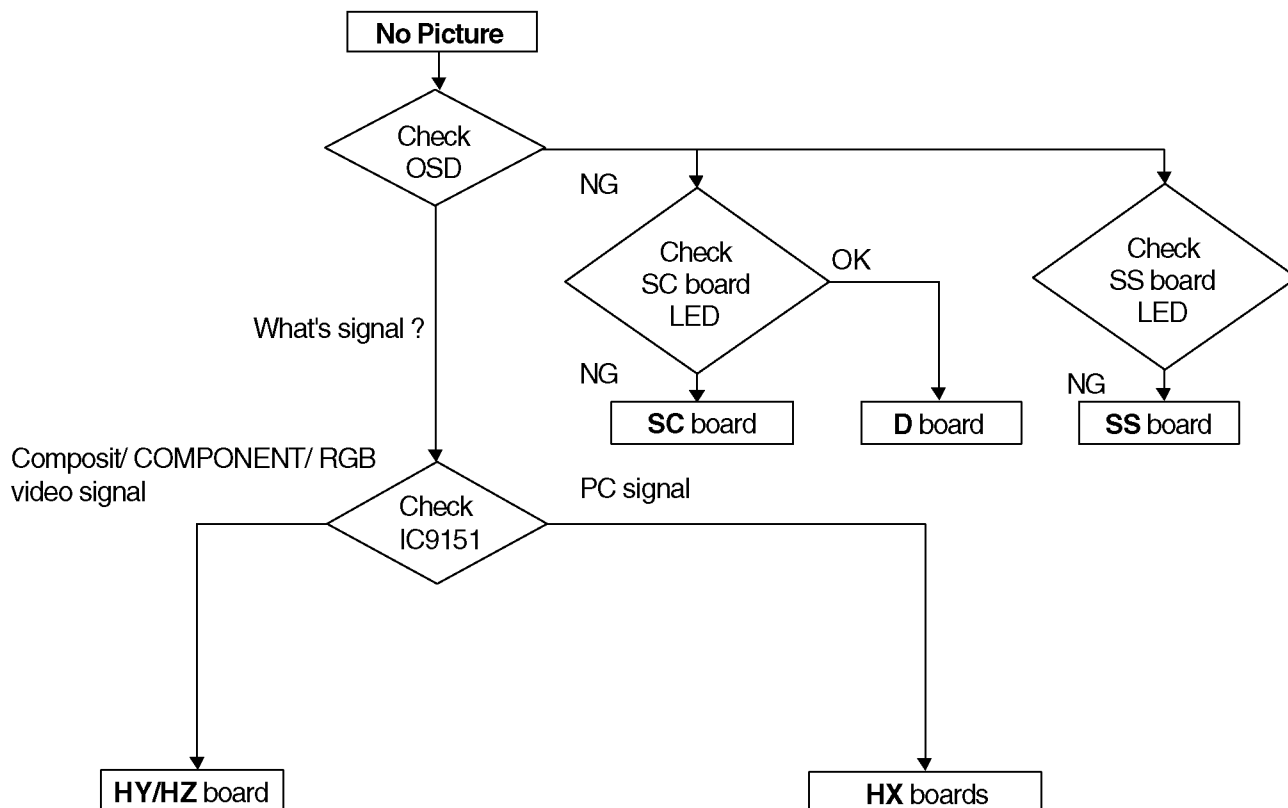 No Picture
Check
OSD
NG
Check
SC board
LED
OK
Check
SS board
LED
What's signal ?
NG
NG
SC board
D board
SS board
Composit/ COMPONENT/ RGB
video signal
PC signal
Check
IC9151
HY/HZ board
HX boards